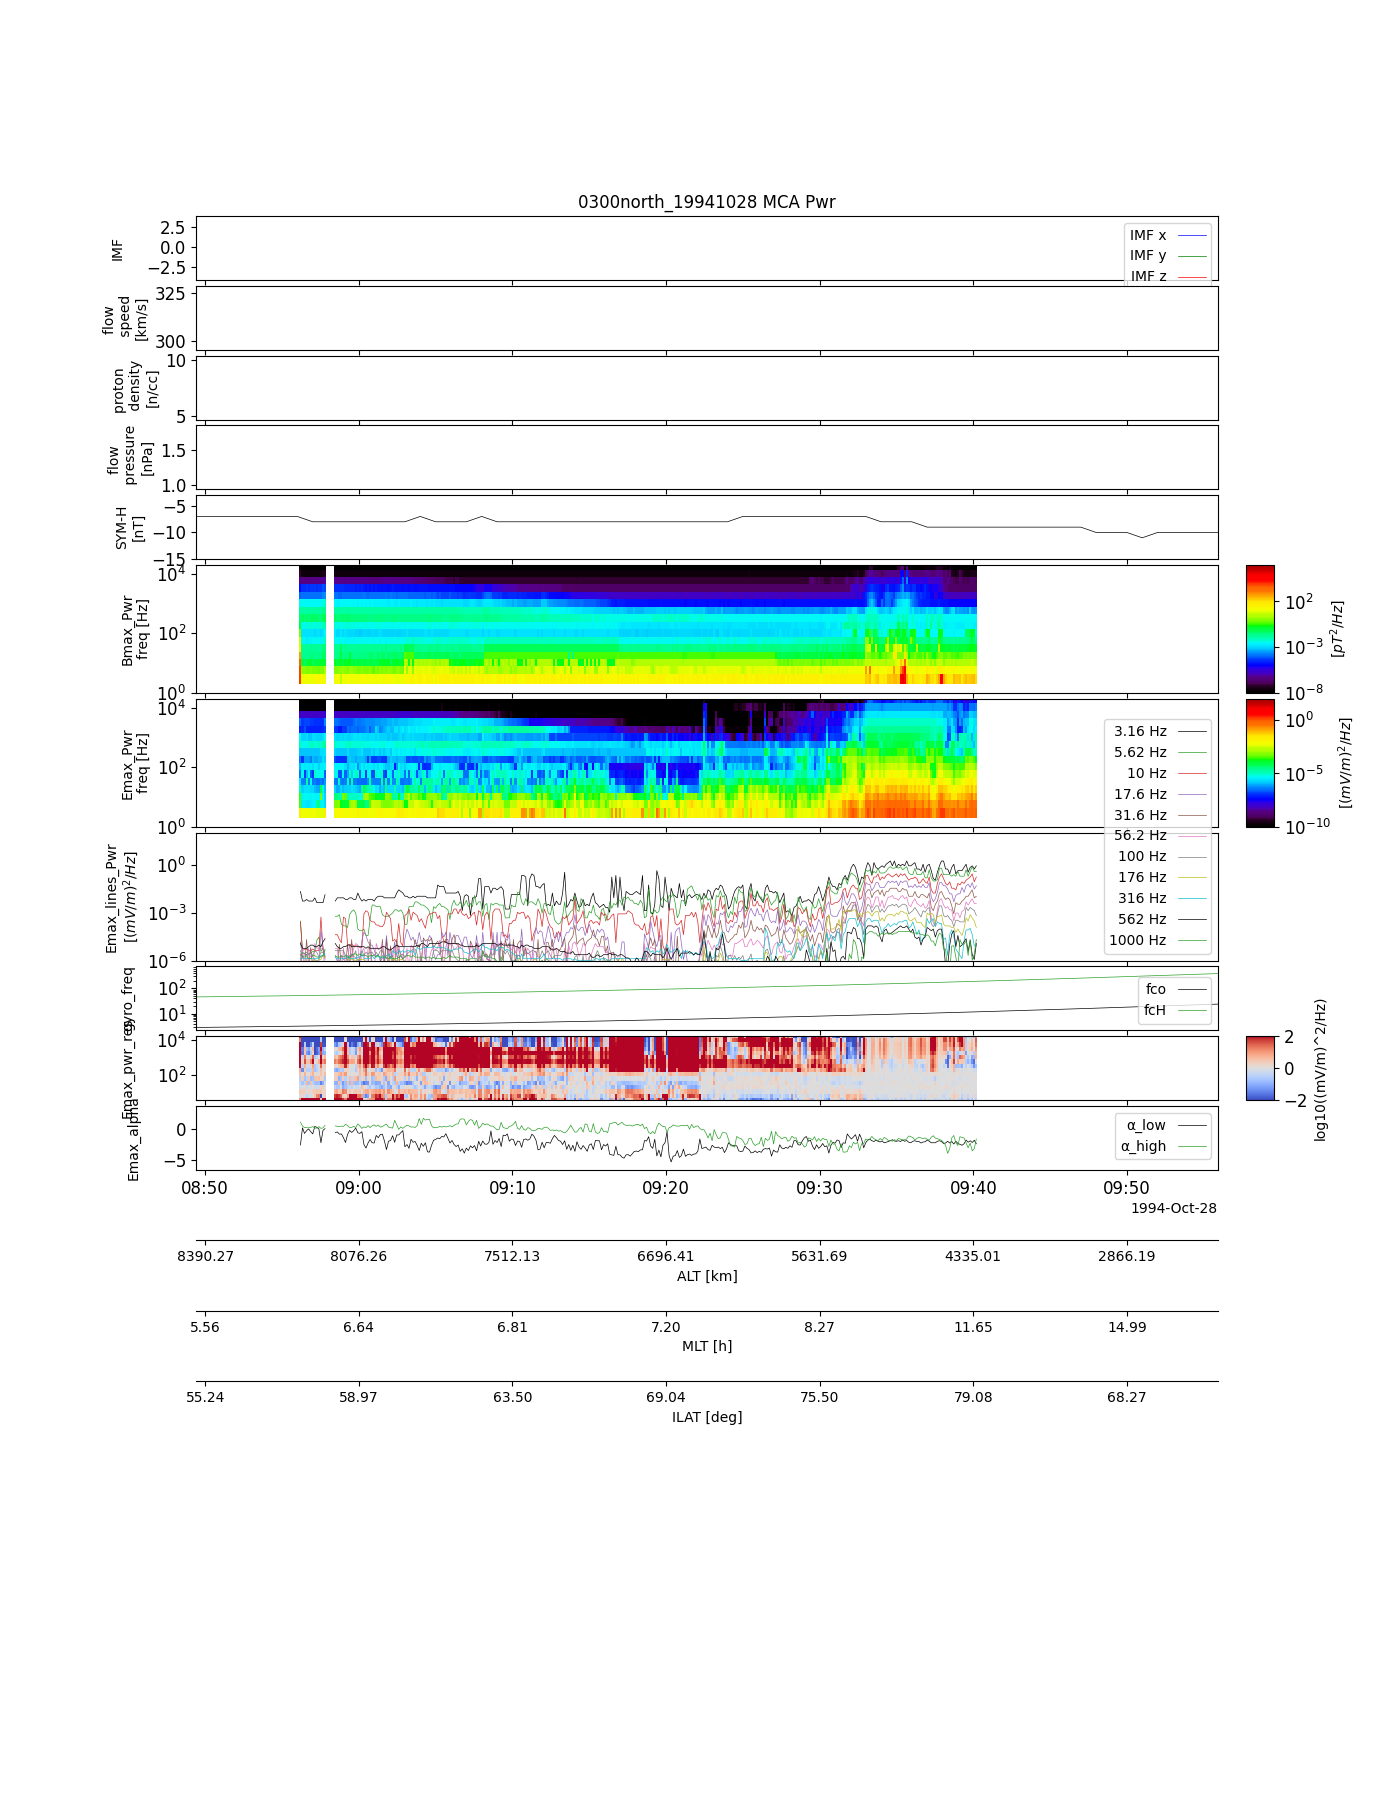 0300north_19941028 MCA Pwr
IMF
2.5
0.0
−2.5
IMF x
IMF y
IMF z
flow
speed
[km/s]
325
300
proton
density
[n/cc]
10
5
flow
pressure
[nPa]
1.5
1.0
SYM-H
[nT]
−5
−10
−15
Bmax_Pwr
freq [Hz]
10^4
10^2
10^0
10^2
10^−3
10^−8
[pT^2/Hz]
Emax_Pwr
freq [Hz]
10^4
10^2
10^0
10^0
10^−5
10^−10
[(mV/m)^2/Hz]
3.16 Hz
5.62 Hz
10 Hz
17.6 Hz
31.6 Hz
56.2 Hz
100 Hz
176 Hz
316 Hz
562 Hz
1000 Hz
Emax_lines_Pwr
[(mV/m)^2/Hz]
10^0
10^−3
10^−6
gyro_freq
10^2
10^1
fco
fcH
Emax_pwr_reg
10^4
10^2
2
0
−2
log10((mV/m)^2/Hz)
Emax_alpha
0
−5
α_low
α_high
08:50 09:00 09:10 09:20 09:30 09:40 09:50
1994-Oct-28
8390.27 8076.26 7512.13 6696.41 5631.69 4335.01 2866.19
ALT [km]
5.56 6.64 6.81 7.20 8.27 11.65 14.99
MLT [h]
55.24 58.97 63.50 69.04 75.50 79.08 68.27
ILAT [deg]